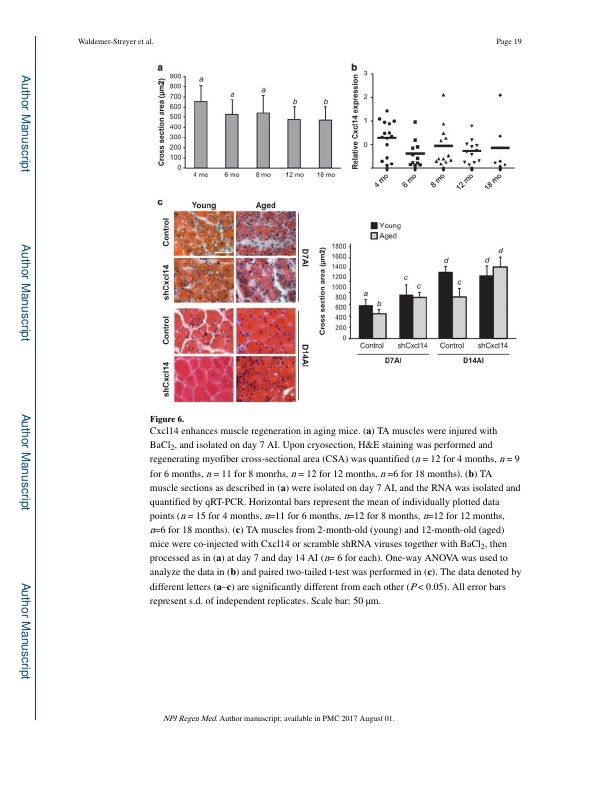 Waldemer-Streyer et al.
Page 19
Author Manuscript
Author Manuscript
Author Manuscript
Author Manuscript
a
Cross section area (µm2)
900
800
700
600
500
400
300
200
100
0
a
a
a
b
b
4 mo
6 mo
8 mo
12 mo
18 mo
b
Relative Cxcl14 expression
3
2
1
0
4 mo
6 mo
8 mo
12 mo
18 mo
c
Young
Aged
Control
shCxcl14
D7AI
Control
shCxcl14
D14AI
Young
Aged
Cross section area (µm2)
1800
1600
1400
1200
1000
800
600
400
200
0
a
b
c
c
d
c
d
d
Control
shCxcl14
Control
shCxcl14
D7AI
D14AI
Figure 6.
Cxcl14 enhances muscle regeneration in aging mice. (a) TA muscles were injured with
BaCl2, and isolated on day 7 AI. Upon cryosection, H&E staining was performed and
regenerating myofiber cross-sectional area (CSA) was quantified (n = 12 for 4 months, n = 9
for 6 months, n = 11 for 8 monrhs, n = 12 for 12 months, n =6 for 18 months). (b) TA
muscle sections as described in (a) were isolated on day 7 AI, and the RNA was isolated and
quantified by qRT-PCR. Horizontal bars represent the mean of individually plotted data
points (n = 15 for 4 months, n=11 for 6 months, n=12 for 8 months, n=12 for 12 months,
n=6 for 18 months). (c) TA muscles from 2-month-old (young) and 12-month-old (aged)
mice were co-injected with Cxcl14 or scramble shRNA viruses together with BaCl2, then
processed as in (a) at day 7 and day 14 AI (n= 6 for each). One-way ANOVA was used to
analyze the data in (b) and paired two-tailed t-test was performed in (c). The data denoted by
different letters (a–c) are significantly different from each other (P < 0.05). All error bars
represent s.d. of independent replicates. Scale bar: 50 µm.
NPJ Regen Med. Author manuscript; available in PMC 2017 August 01.